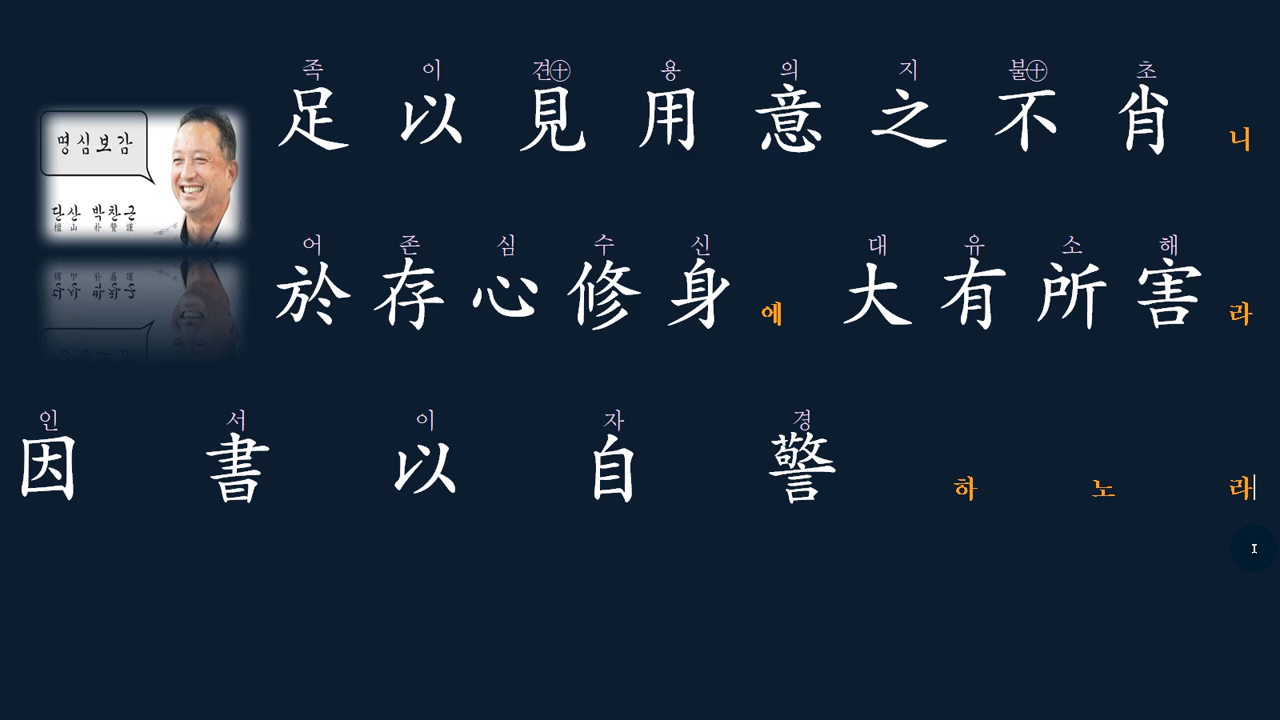 명심보감
단산 박찬근
檀山 朴贊謹
족 이 견㊉ 용 의 지 불㊉ 초
足以見用意之不肖니
어 존 심 수 신 대 유 소 해
於存心修身에 大有所害라
인 서 이 자 경
因書以自警하노라